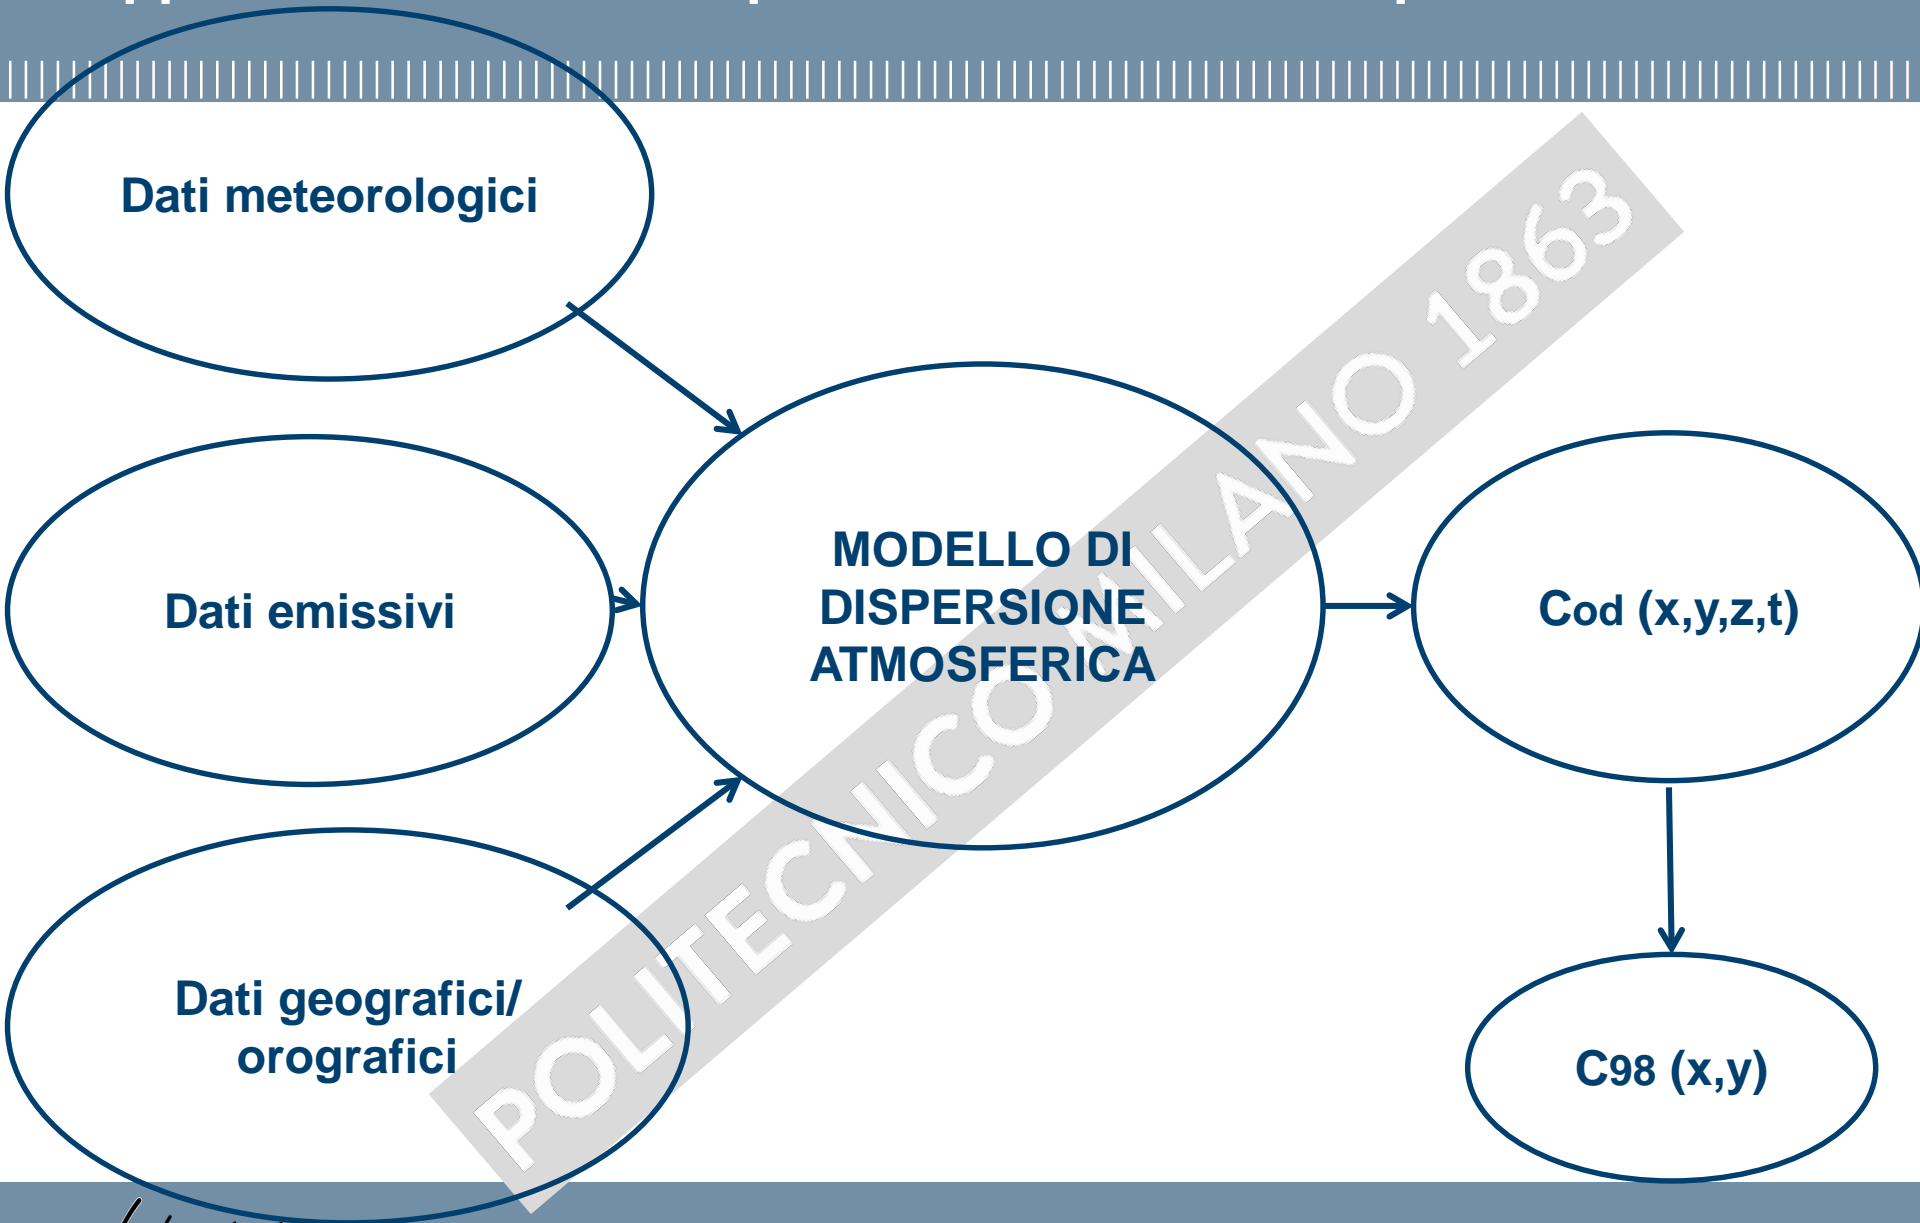 Dati meteorologici
Dati emissivi
Dati geografici/
orografici
MODELLO DI
DISPERSIONE
ATMOSFERICA
Cod (x,y,z,t)
C98 (x,y)
POLITECNICO MILANO 1863